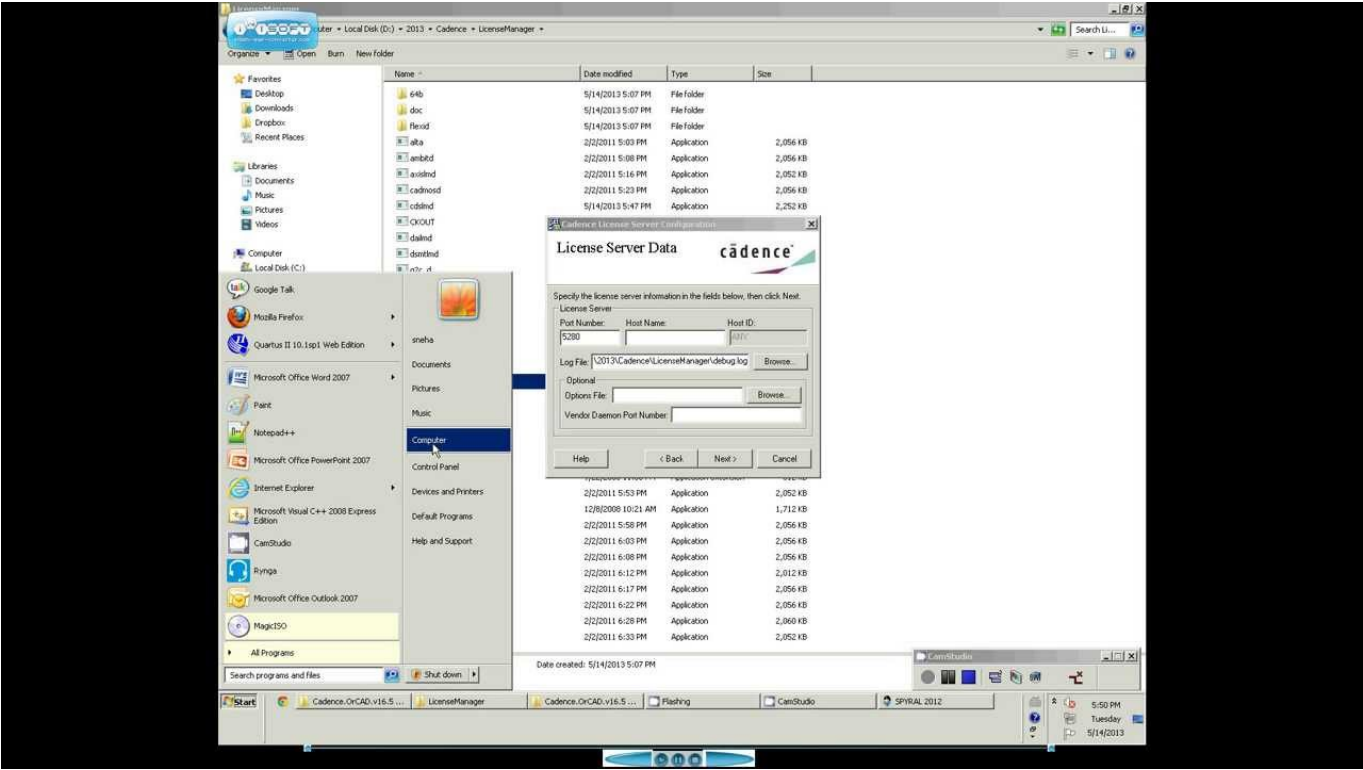 LicenseManager
uter • Local Disk (D:) • 2013 • Cadence • LicenseManager •
Search Li...
Organize
Open
Burn
New folder
Name
Date modified
Type
Size
Favorites
Desktop
Downloads
Dropbox
Recent Places
Libraries
Documents
Music
Pictures
Videos
Computer
Local Disk (C:)
64b 5/14/2013 5:07 PM File folder
doc 5/14/2013 5:07 PM File folder
flexid 5/14/2013 5:07 PM File folder
alta 2/2/2011 5:03 PM Application 2,056 KB
ambitd 2/2/2011 5:08 PM Application 2,056 KB
axislmd 2/2/2011 5:16 PM Application 2,052 KB
cadmosd 2/2/2011 5:23 PM Application 2,056 KB
cdslmd 5/14/2013 5:47 PM Application 2,252 KB
CKOUT
dailmd
dsmtlmd
Cadence License Server Configuration
License Server Data
cādence
Specify the license server information in the fields below, then click Next.
License Server
Port Number: Host Name: Host ID:
5280 ANY
Log File: \2013\Cadence\LicenseManager\debug.log Browse...
Optional
Options File: Browse...
Vendor Daemon Port Number:
Help < Back Next > Cancel
Google Talk
Mozilla Firefox
Quartus II 10.1sp1 Web Edition
Microsoft Office Word 2007
Paint
Notepad++
Microsoft Office PowerPoint 2007
Internet Explorer
Microsoft Visual C++ 2008 Express
Edition
CamStudio
Rynga
Microsoft Office Outlook 2007
MagicISO
All Programs
Search programs and files
sneha
Documents
Pictures
Music
Computer
Control Panel
Devices and Printers
Default Programs
Help and Support
Shut down
2/2/2011 5:53 PM Application 2,052 KB
12/8/2008 10:21 AM Application 1,712 KB
2/2/2011 5:58 PM Application 2,056 KB
2/2/2011 6:03 PM Application 2,056 KB
2/2/2011 6:08 PM Application 2,056 KB
2/2/2011 6:12 PM Application 2,012 KB
2/2/2011 6:17 PM Application 2,056 KB
2/2/2011 6:22 PM Application 2,056 KB
2/2/2011 6:28 PM Application 2,060 KB
2/2/2011 6:33 PM Application 2,052 KB
Date created: 5/14/2013 5:07 PM
CamStudio
Start
Cadence.OrCAD.v16.5 ...
LicenseManager
Cadence.OrCAD.v16.5 ...
Flashing
CamStudio
SPYRAL 2012
5:50 PM
Tuesday
5/14/2013